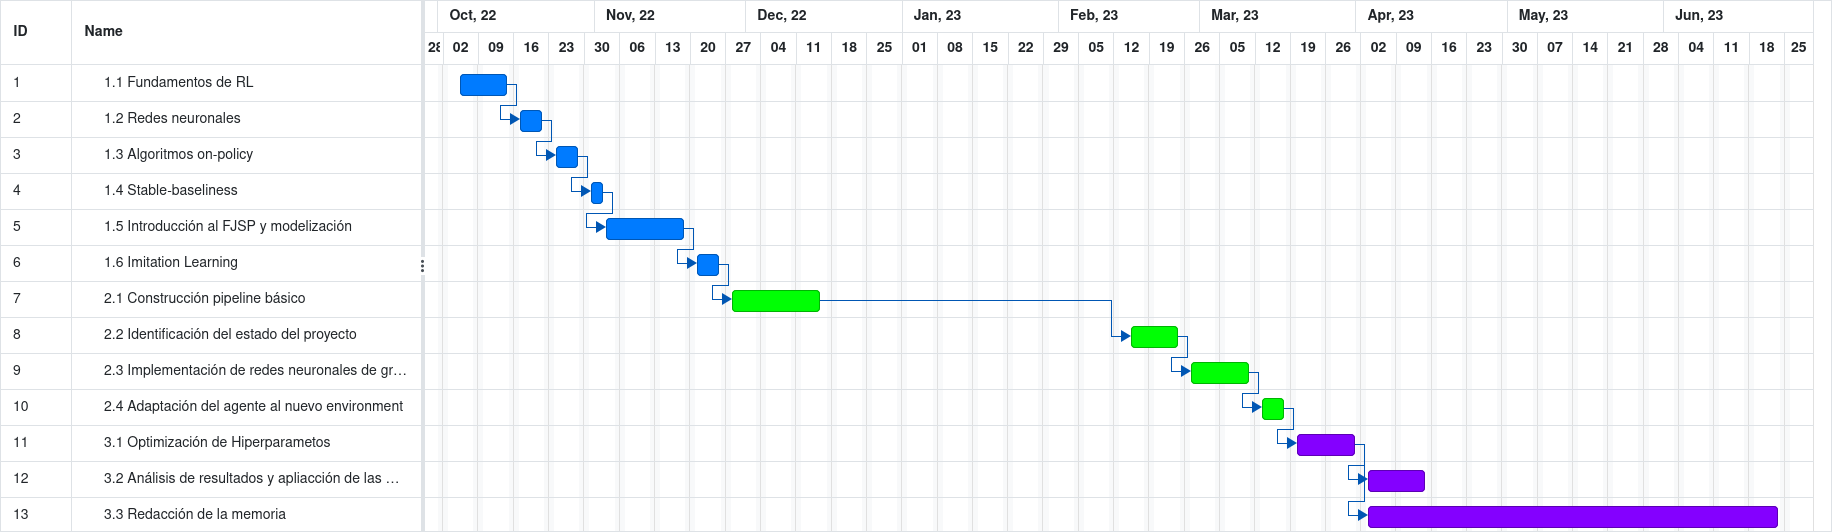 ID Name Oct, 22 Nov, 22 Dec, 22 Jan, 23 Feb, 23 Mar, 23 Apr, 23 May, 23 Jun, 23
28 02 09 16 23 30 06 13 20 27 04 11 18 25 01 08 15 22 29 05 12 19 26 05 12 19 26 02 09 16 23 30 07 14 21 28 04 11 18 25
1 1.1 Fundamentos de RL
2 1.2 Redes neuronales
3 1.3 Algoritmos on-policy
4 1.4 Stable-baseliness
5 1.5 Introducción al FJSP y modelización
6 1.6 Imitation Learning
7 2.1 Construcción pipeline básico
8 2.2 Identificación del estado del proyecto
9 2.3 Implementación de redes neuronales de gr...
10 2.4 Adaptación del agente al nuevo environment
11 3.1 Optimización de Hiperparametos
12 3.2 Análisis de resultados y apliacción de las ...
13 3.3 Redacción de la memoria